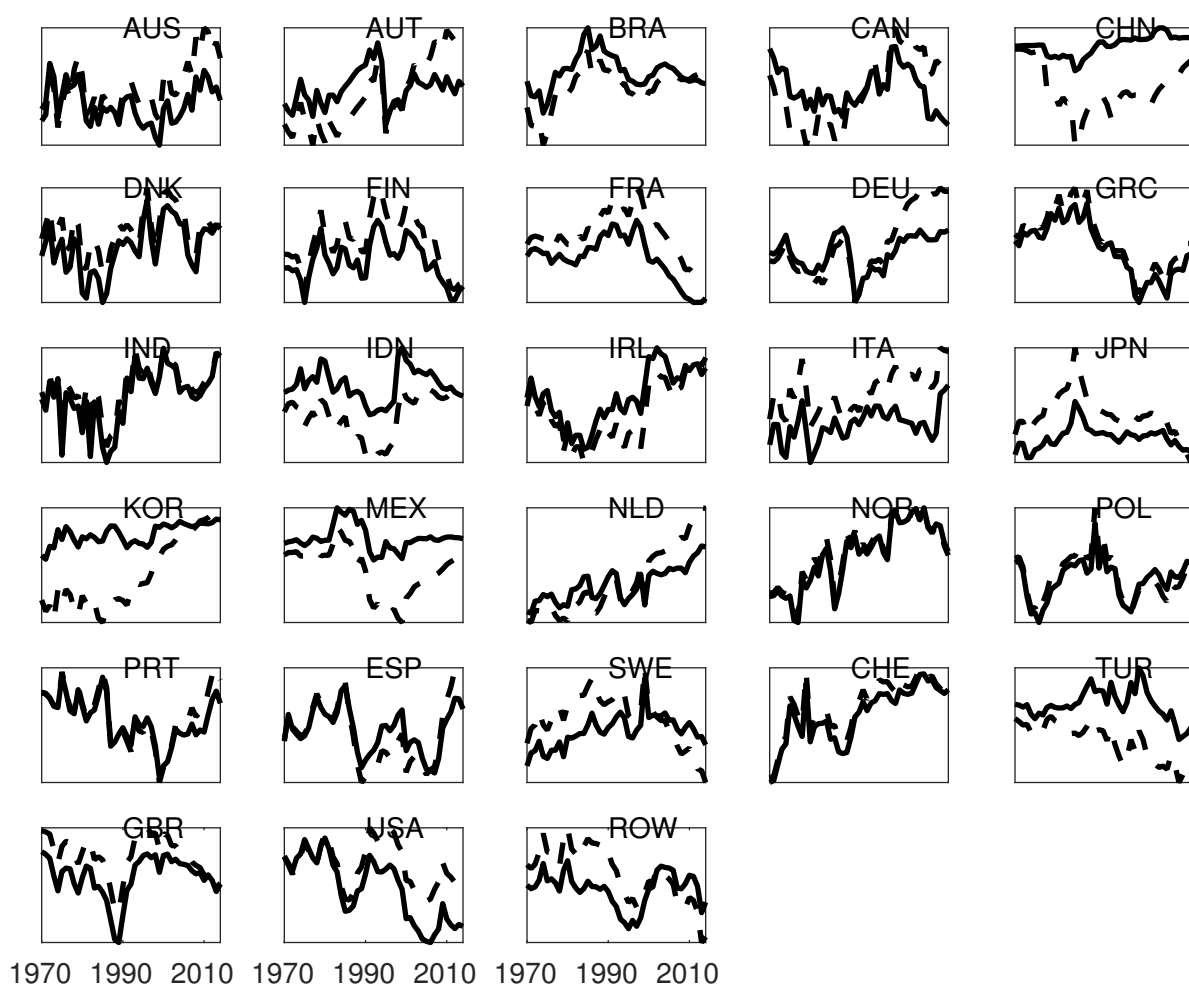 AUS AUT BRA CAN CHN
DNK FIN FRA DEU GRC
IND IDN IRL ITA JPN
KOR MEX NLD NOR POL
PRT ESP SWE CHE TUR
GBR USA ROW
1970 1990 2010 1970 1990 2010 1970 1990 2010